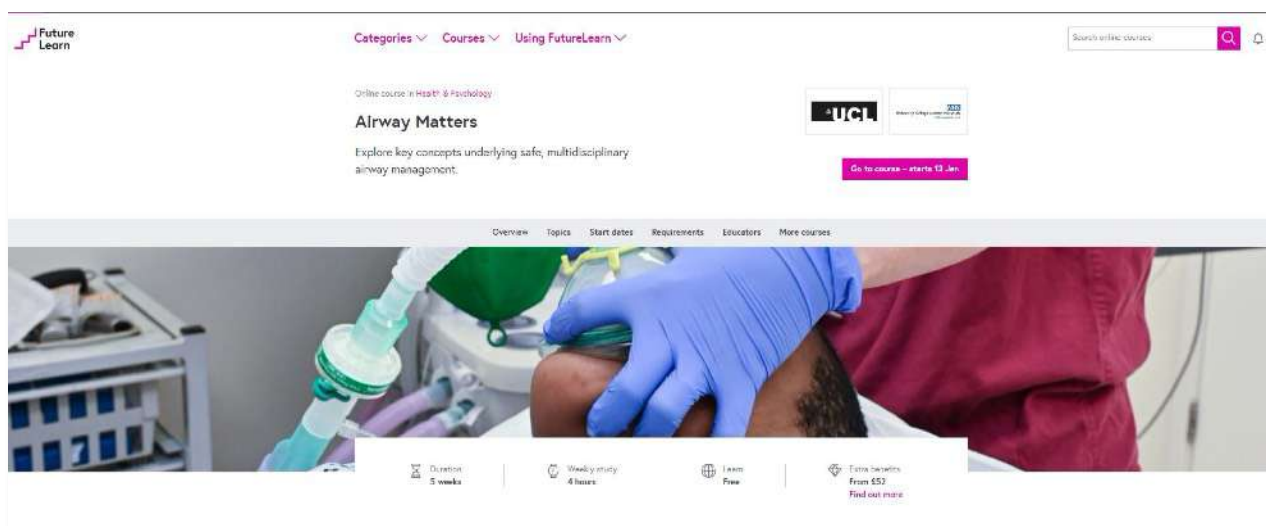 Future
Learn
Categories Courses Using FutureLearn
Search online courses
Online course in Health & Psychology
Airway Matters
Explore key concepts underlying safe, multidisciplinary
airway management.
UCL
NHS
Go to course – starts 13 Jan
Overview Topics Start dates Requirements Educators More courses
Duration
5 weeks
Weekly study
4 hours
Learn
Free
Extra benefits
From £52
Find out more